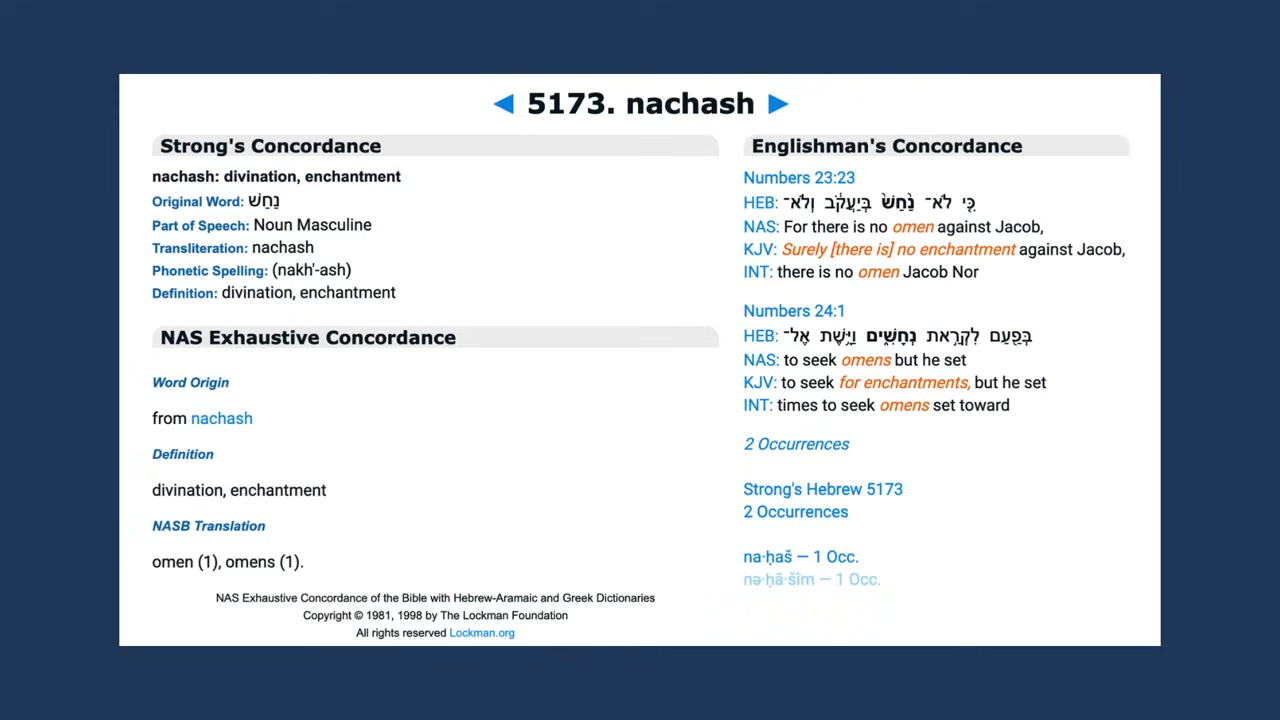 ◀ 5173. nachash ▶
Strong's Concordance
nachash: divination, enchantment
Original Word: נַחַשׁ
Part of Speech: Noun Masculine
Transliteration: nachash
Phonetic Spelling: (nakh'-ash)
Definition: divination, enchantment
NAS Exhaustive Concordance
Word Origin
from nachash
Definition
divination, enchantment
NASB Translation
omen (1), omens (1).
NAS Exhaustive Concordance of the Bible with Hebrew-Aramaic and Greek Dictionaries
Copyright © 1981, 1998 by The Lockman Foundation
All rights reserved Lockman.org
Englishman's Concordance
Numbers 23:23
HEB: כִּ֤י לֹא־ נַ֙חַשׁ֙ בְּיַעֲקֹ֔ב וְלֹא־
NAS: For there is no omen against Jacob,
KJV: Surely [there is] no enchantment against Jacob,
INT: there is no omen Jacob Nor
Numbers 24:1
HEB: בְּפַ֖עַם לִקְרַ֣את נְחָשִׁ֑ים וַיָּ֥שֶׁת אֶל־
NAS: to seek omens but he set
KJV: to seek for enchantments, but he set
INT: times to seek omens set toward
2 Occurrences
Strong's Hebrew 5173
2 Occurrences
na·ḥaš — 1 Occ.
nə·ḥā·šîm — 1 Occ.